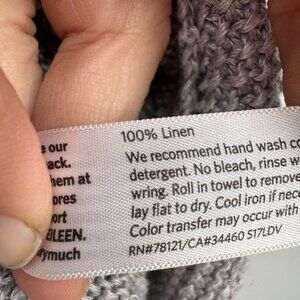 100% Linen
e our
ack.
hem at
ores
ort
EILEEN.
ymuch
We recommend hand wash co
detergent. No bleach, rinse w
wring. Roll in towel to remove
lay flat to dry. Cool iron if nec
Color transfer may occur with
RN#78121/CA#34460 S17LDV